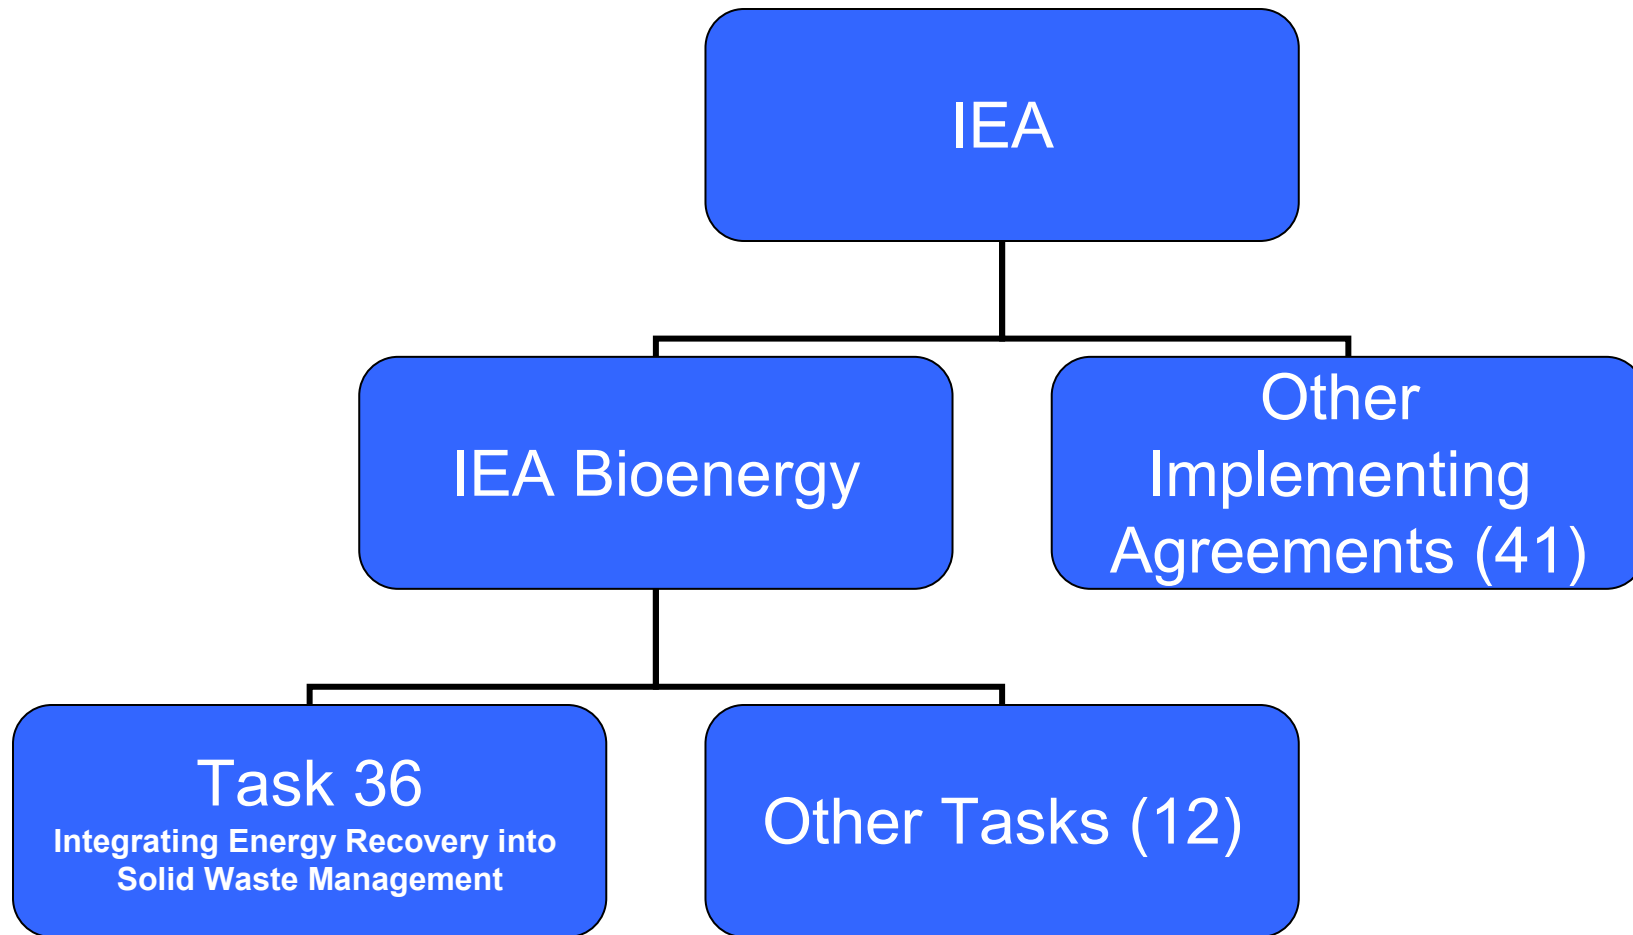 IEA
IEA Bioenergy
Other
Implementing
Agreements (41)
Task 36
Integrating Energy Recovery into
Solid Waste Management
Other Tasks (12)